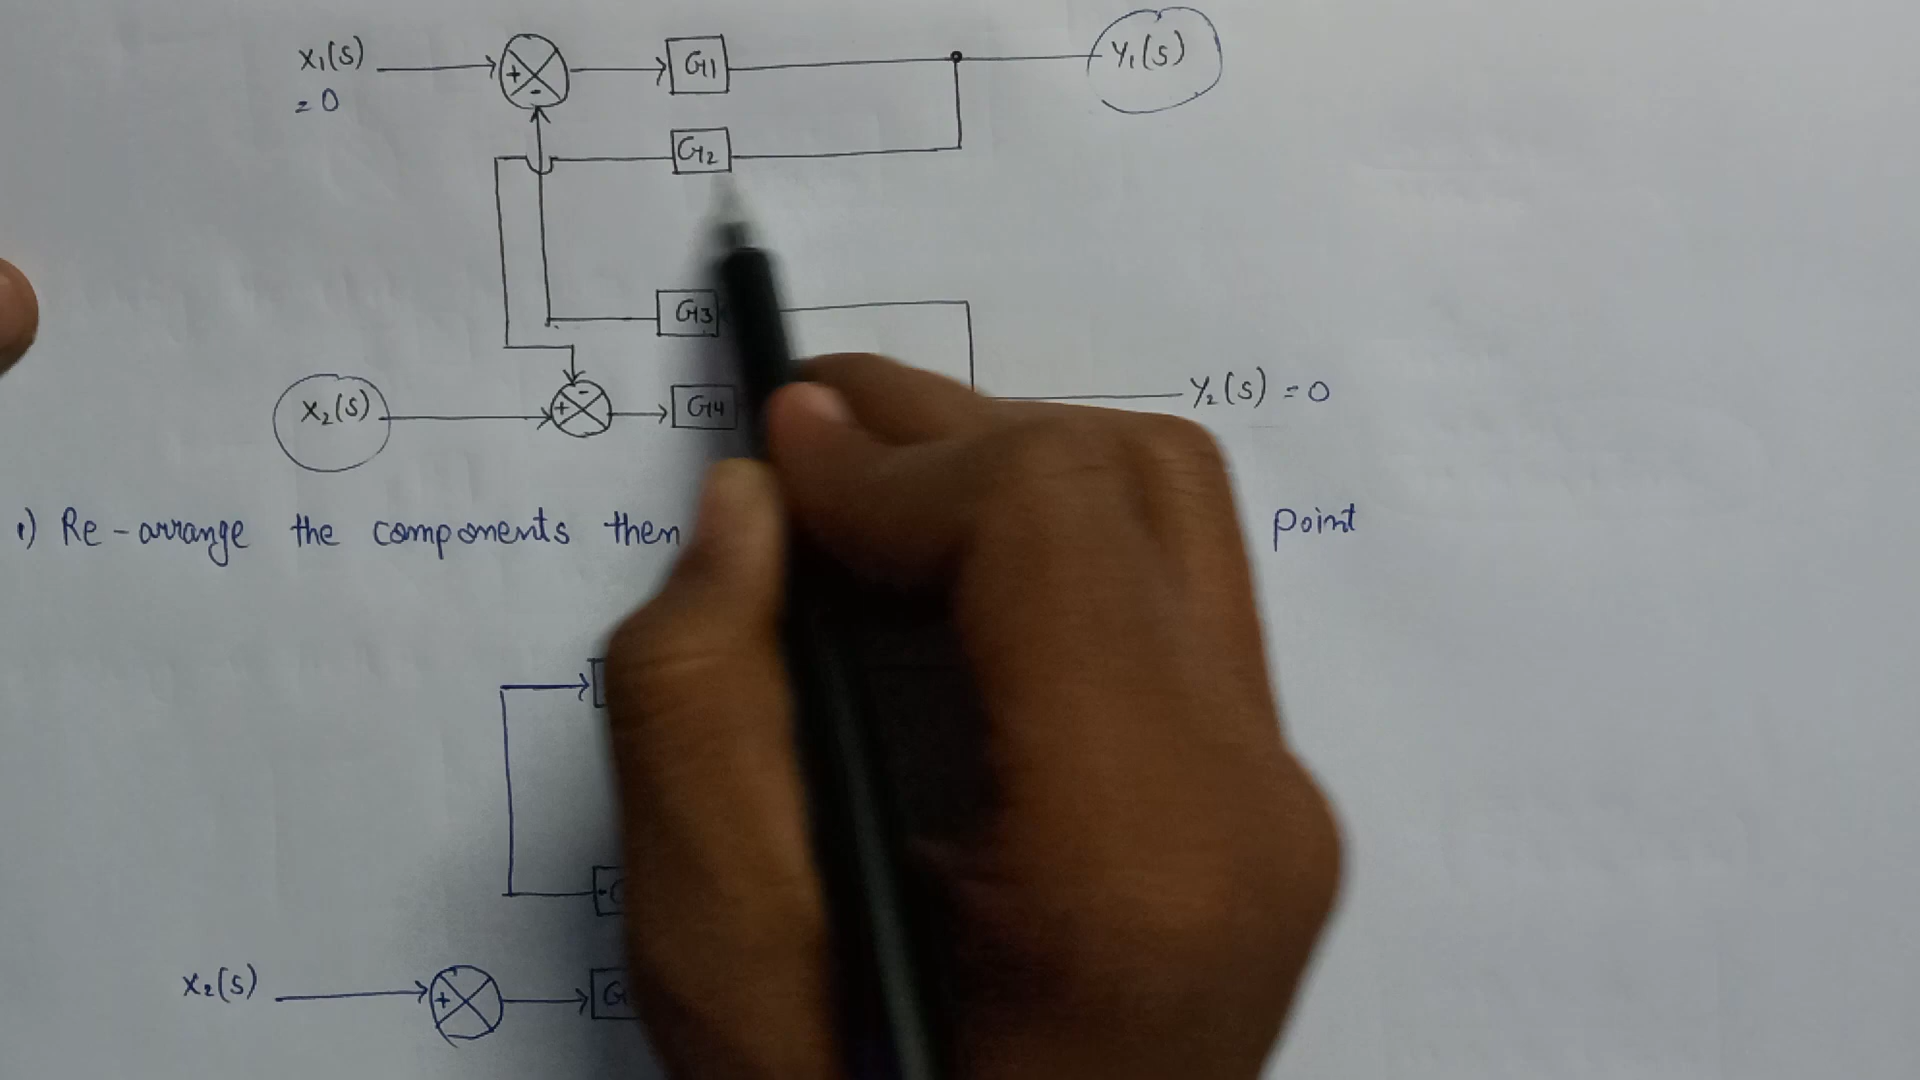 X₁(s)
= 0
+
-
G1
Y₁(s)
G2
G3
X₂(s)
+
-
G4
Y₂(s) = 0
1) Re-arrange the components then point
X₂(s)
+